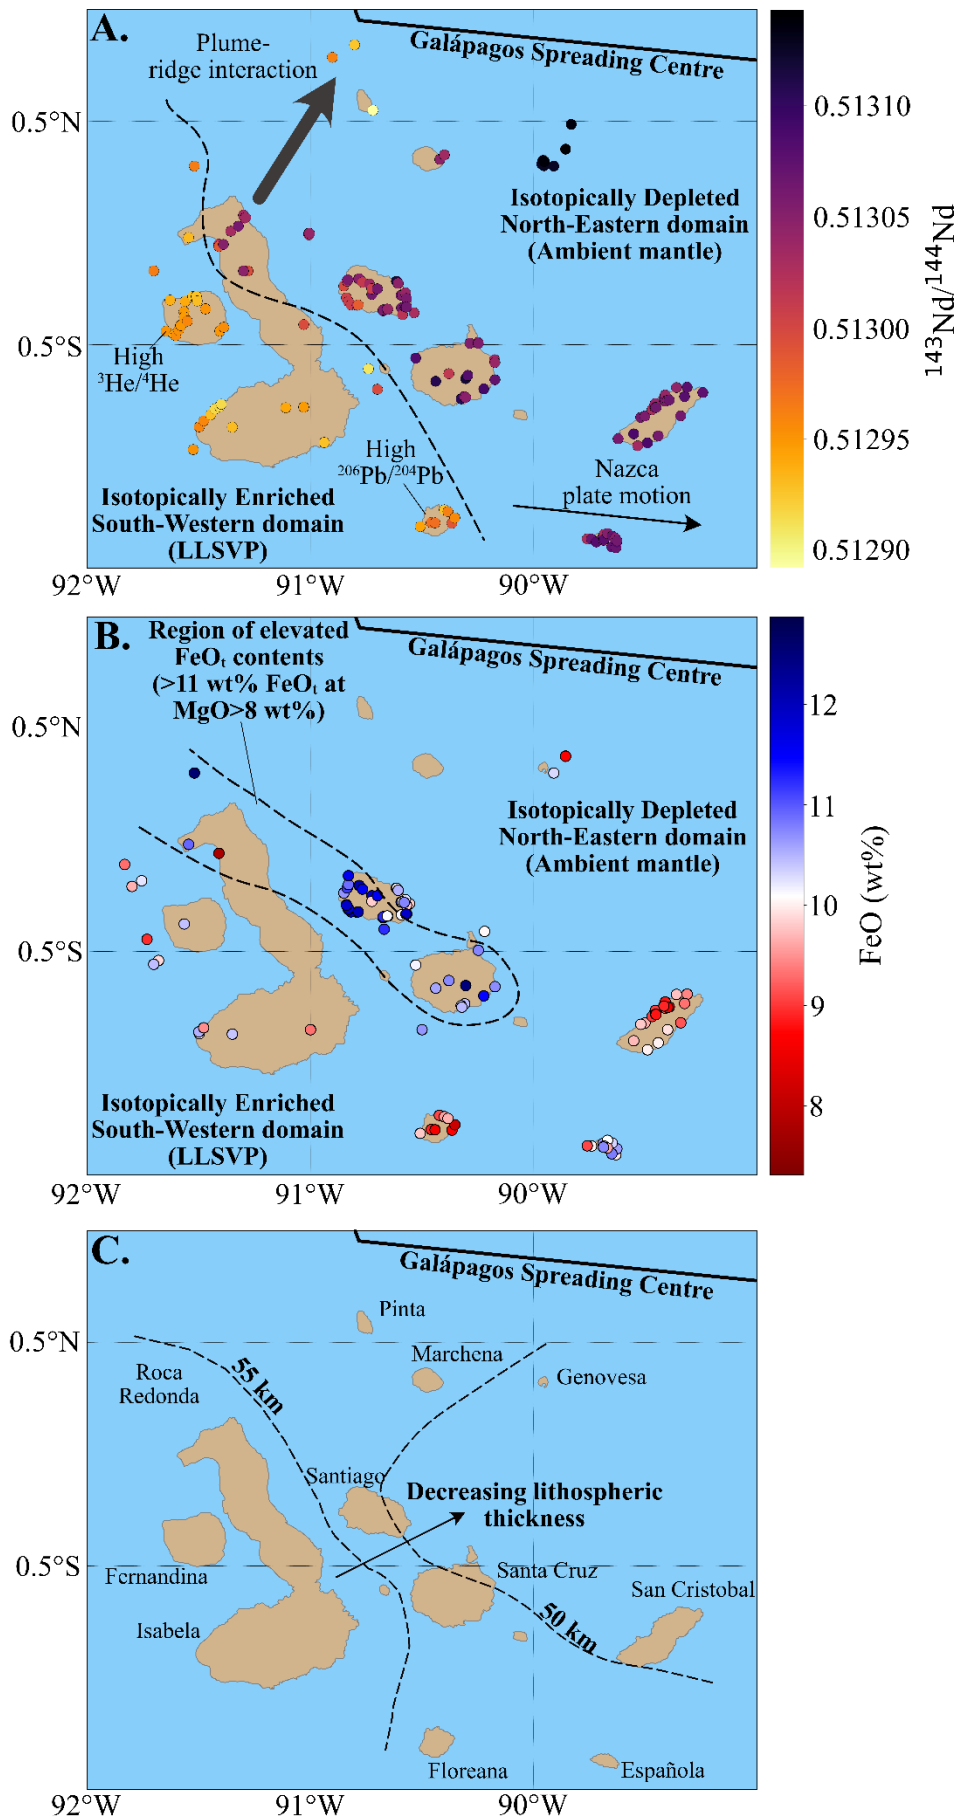 A.
Galápagos Spreading Centre
Plume-
ridge interaction
0.5°N
Isotopically Depleted
North-Eastern domain
(Ambient mantle)
0.5°S
High
³He/⁴He
High
²⁰⁶Pb/²⁰⁴Pb
Nazca
plate motion
Isotopically Enriched
South-Western domain
(LLSVP)
92°W
91°W
90°W
0.51310
0.51305
0.51300
0.51295
0.51290
¹⁴³Nd/¹⁴⁴Nd
B.
Region of elevated
FeOₜ contents
(>11 wt% FeOₜ at
MgO>8 wt%)
Galápagos Spreading Centre
0.5°N
Isotopically Depleted
North-Eastern domain
(Ambient mantle)
0.5°S
Isotopically Enriched
South-Western domain
(LLSVP)
92°W
91°W
90°W
12
11
10
9
8
FeO (wt%)
C.
Galápagos Spreading Centre
Pinta
0.5°N
Marchena
Roca
Redonda
55 km
Genovesa
Santiago
Decreasing lithospheric
thickness
0.5°S
Fernandina
Santa Cruz
San Cristobal
Isabela
50 km
Floreana
Española
92°W
91°W
90°W